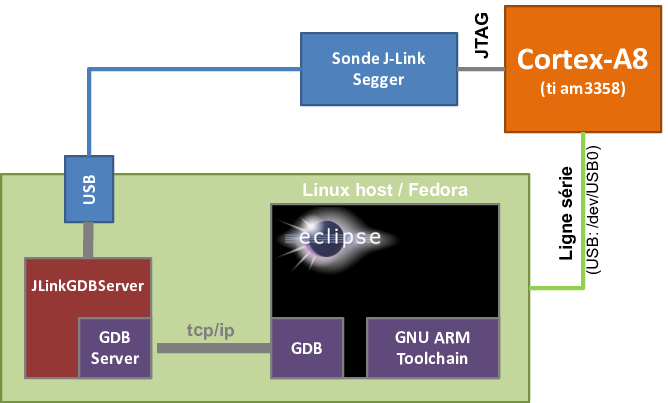 JTAG
Sonde J-Link
Segger
Cortex-A8
(ti am3358)
USB
Linux host / Fedora
Ligne série
(USB: /dev/USB0)
eclipse
JLinkGDBServer
GDB
Server
tcp/ip
GDB
GNU ARM
Toolchain